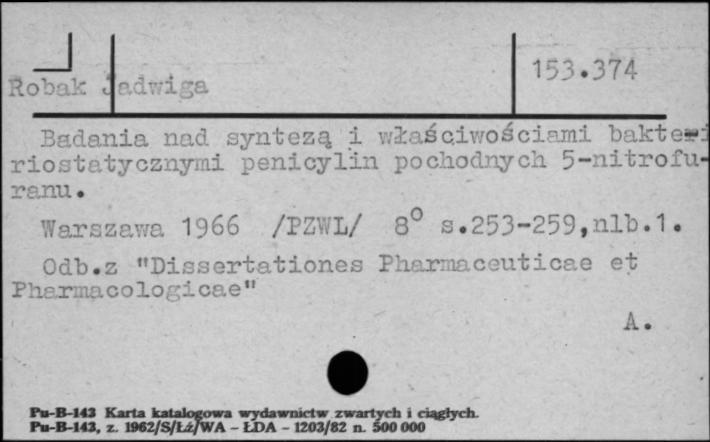 153.374
Robak Jadwiga
Badania nad syntezą i właściwościami bakteri
riostatycznymi penicylin pochodnych 5-nitrofu-
ranu.
Warszawa 1966 /PZWL/ 8° s.253-259,nlb.1.
Odb.z "Dissertationes Pharmaceuticae et
Pharmacologicae"
A.
Pu-B-143 Karta katalogowa wydawnictw zwartych i ciągłych.
Pu-B-143, z. 1962/S/Łż/WA - ŁDA - 1203/82 n. 500 000